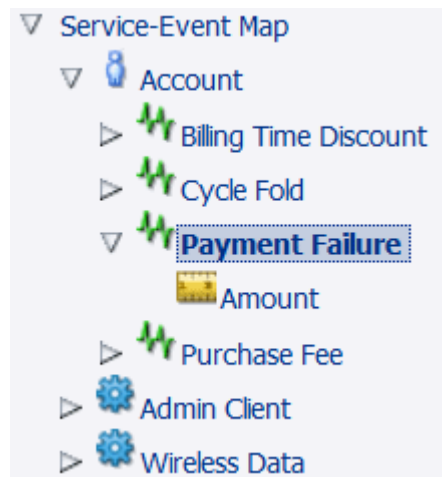 Service-Event Map
Account
Billing Time Discount
Cycle Fold
Payment Failure
Amount
Purchase Fee
Admin Client
Wireless Data